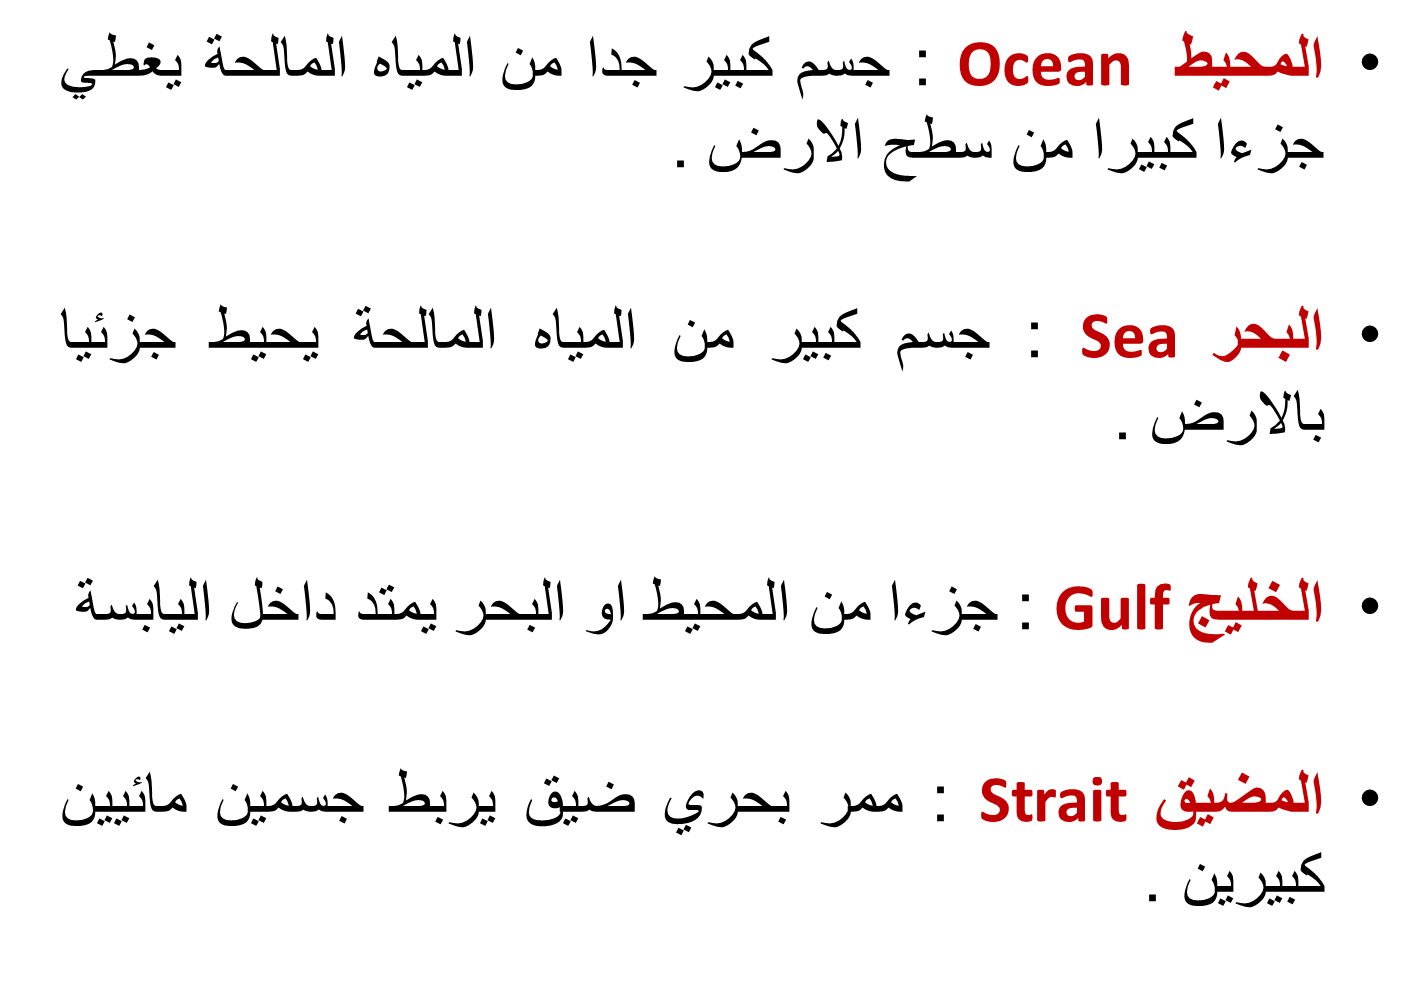 • المحيط Ocean : جسم كبير جدا من المياه المالحة يغطي
جزءا كبيرا من سطح الارض .
• البحر Sea : جسم كبير من المياه المالحة يحيط جزئيا
بالارض .
• الخليج Gulf : جزءا من المحيط او البحر يمتد داخل اليابسة
• المضيق Strait : ممر بحري ضيق يربط جسمين مائيين
كبيرين .